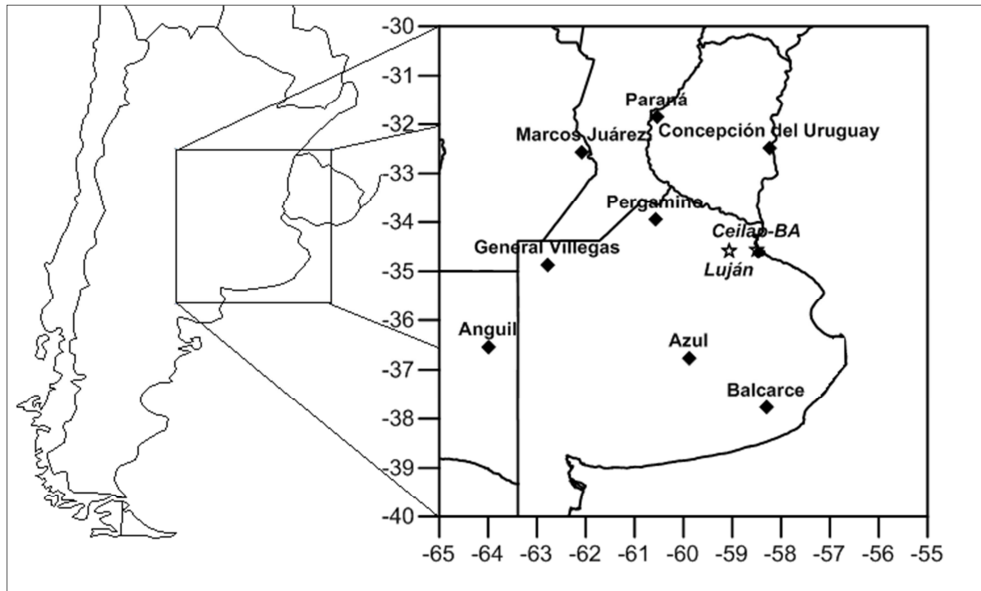 -30
-31
Paraná
-32
Marcos Juárez
Concepción del Uruguay
-33
Pergamino
-34
Ceilap-BA
General Villegas
Luján
-35
-36
Anguil
Azul
-37
Balcarce
-38
-39
-40
-65 -64 -63 -62 -61 -60 -59 -58 -57 -56 -55